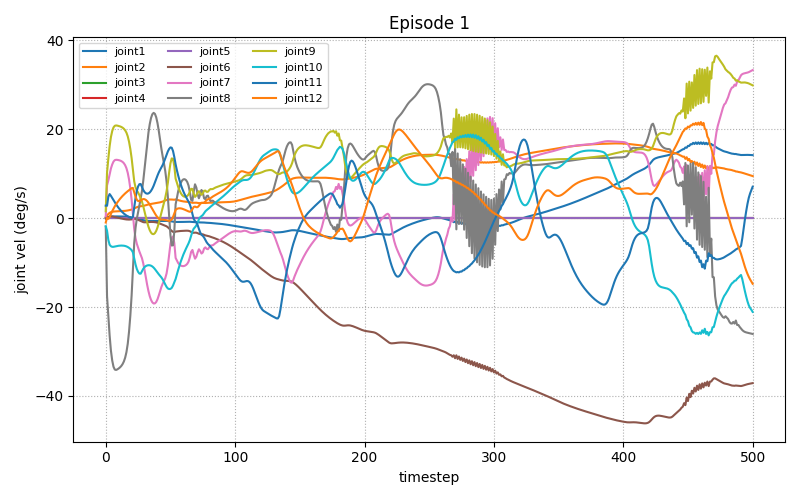 Episode 1
joint vel (deg/s)
40
20
0
−20
−40
joint1
joint2
joint3
joint4
joint5
joint6
joint7
joint8
joint9
joint10
joint11
joint12
0 100 200 300 400 500
timestep